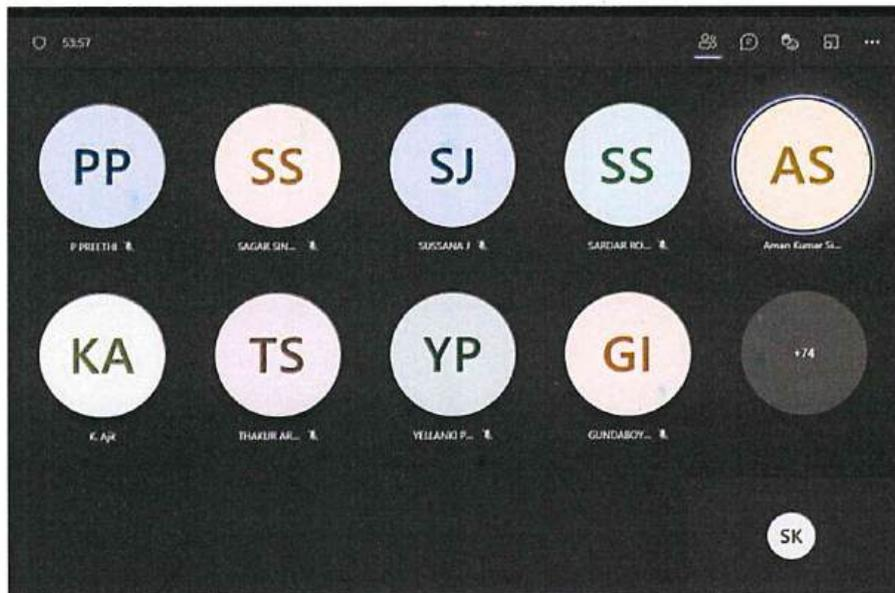 53:57
PP SS SJ SS AS
P PREETHI SAGAR SIN... SUSSANA J SARDAR RO... Aman Kumar Si...
KA TS YP GI +74
K. Ajit THAKUR AR... YELLANKI P... GUNDABOY...
SK